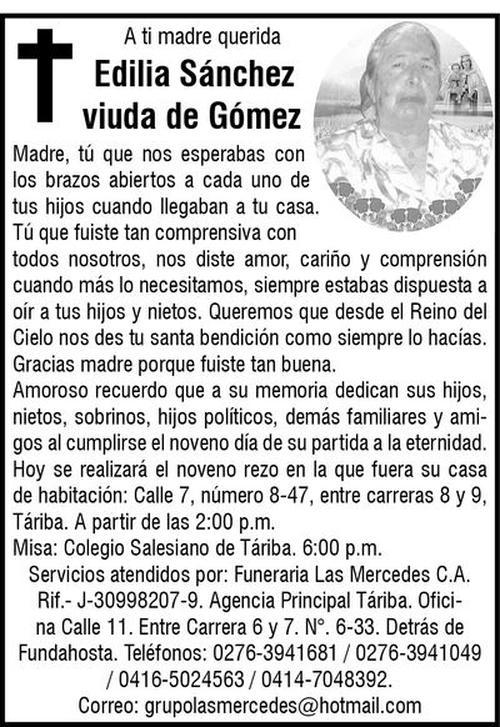 A ti madre querida
Edilia Sánchez
viuda de Gómez
Madre, tú que nos esperabas con
los brazos abiertos a cada uno de
tus hijos cuando llegaban a tu casa.
Tú que fuiste tan comprensiva con
todos nosotros, nos diste amor, cariño y comprensión
cuando más lo necesitamos, siempre estabas dispuesta a
oír a tus hijos y nietos. Queremos que desde el Reino del
Cielo nos des tu santa bendición como siempre lo hacías.
Gracias madre porque fuiste tan buena.
Amoroso recuerdo que a su memoria dedican sus hijos,
nietos, sobrinos, hijos políticos, demás familiares y ami-
gos al cumplirse el noveno día de su partida a la eternidad.
Hoy se realizará el noveno rezo en la que fuera su casa
de habitación: Calle 7, número 8-47, entre carreras 8 y 9,
Táriba. A partir de las 2:00 p.m.
Misa: Colegio Salesiano de Táriba. 6:00 p.m.
Servicios atendidos por: Funeraria Las Mercedes C.A.
Rif.- J-30998207-9. Agencia Principal Táriba. Ofici-
na Calle 11. Entre Carrera 6 y 7. N°. 6-33. Detrás de
Fundahosta. Teléfonos: 0276-3941681 / 0276-3941049
/ 0416-5024563 / 0414-7048392.
Correo: grupolasmercedes@hotmail.com